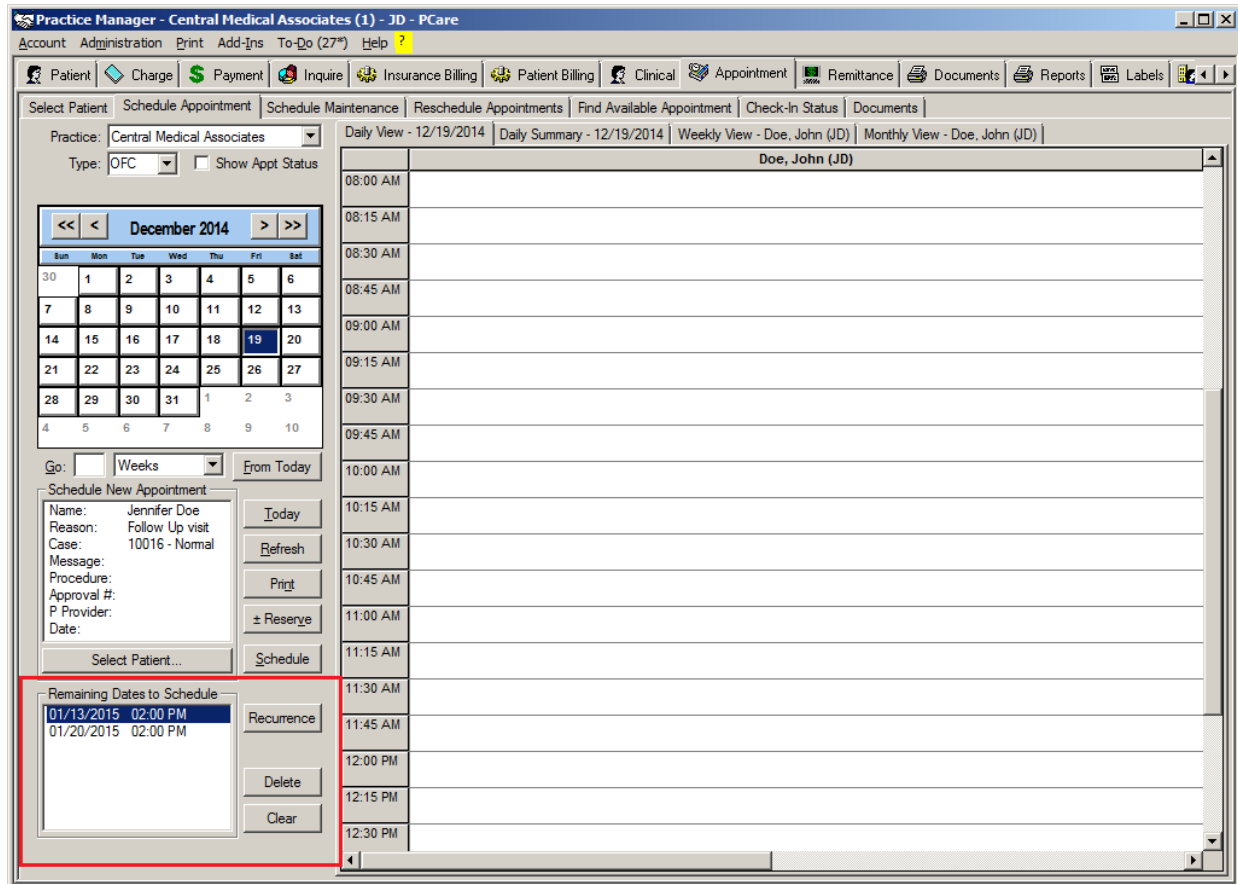 Practice Manager - Central Medical Associates (1) - JD - PCare
Account Administration Print Add-Ins To-Do (27*) Help ?
Patient Charge $ Payment Inquire Insurance Billing Patient Billing Clinical Appointment Remittance Documents Reports Labels
Select Patient Schedule Appointment Schedule Maintenance Reschedule Appointments Find Available Appointment Check-In Status Documents
Practice: Central Medical Associates
Type: OFC Show Appt Status
<< < December 2014 > >>
Sun Mon Tue Wed Thu Fri Sat
30 1 2 3 4 5 6
7 8 9 10 11 12 13
14 15 16 17 18 19 20
21 22 23 24 25 26 27
28 29 30 31 1 2 3
4 5 6 7 8 9 10
Go: Weeks From Today
Schedule New Appointment
Name: Jennifer Doe
Reason: Follow Up visit
Case: 10016 - Normal
Message:
Procedure:
Approval #:
P Provider:
Date:
Today
Refresh
Print
± Reserve
Select Patient... Schedule
Remaining Dates to Schedule
01/13/2015 02:00 PM
01/20/2015 02:00 PM
Recurrence
Delete
Clear
Daily View - 12/19/2014 Daily Summary - 12/19/2014 Weekly View - Doe, John (JD) Monthly View - Doe, John (JD)
Doe, John (JD)
08:00 AM
08:15 AM
08:30 AM
08:45 AM
09:00 AM
09:15 AM
09:30 AM
09:45 AM
10:00 AM
10:15 AM
10:30 AM
10:45 AM
11:00 AM
11:15 AM
11:30 AM
11:45 AM
12:00 PM
12:15 PM
12:30 PM